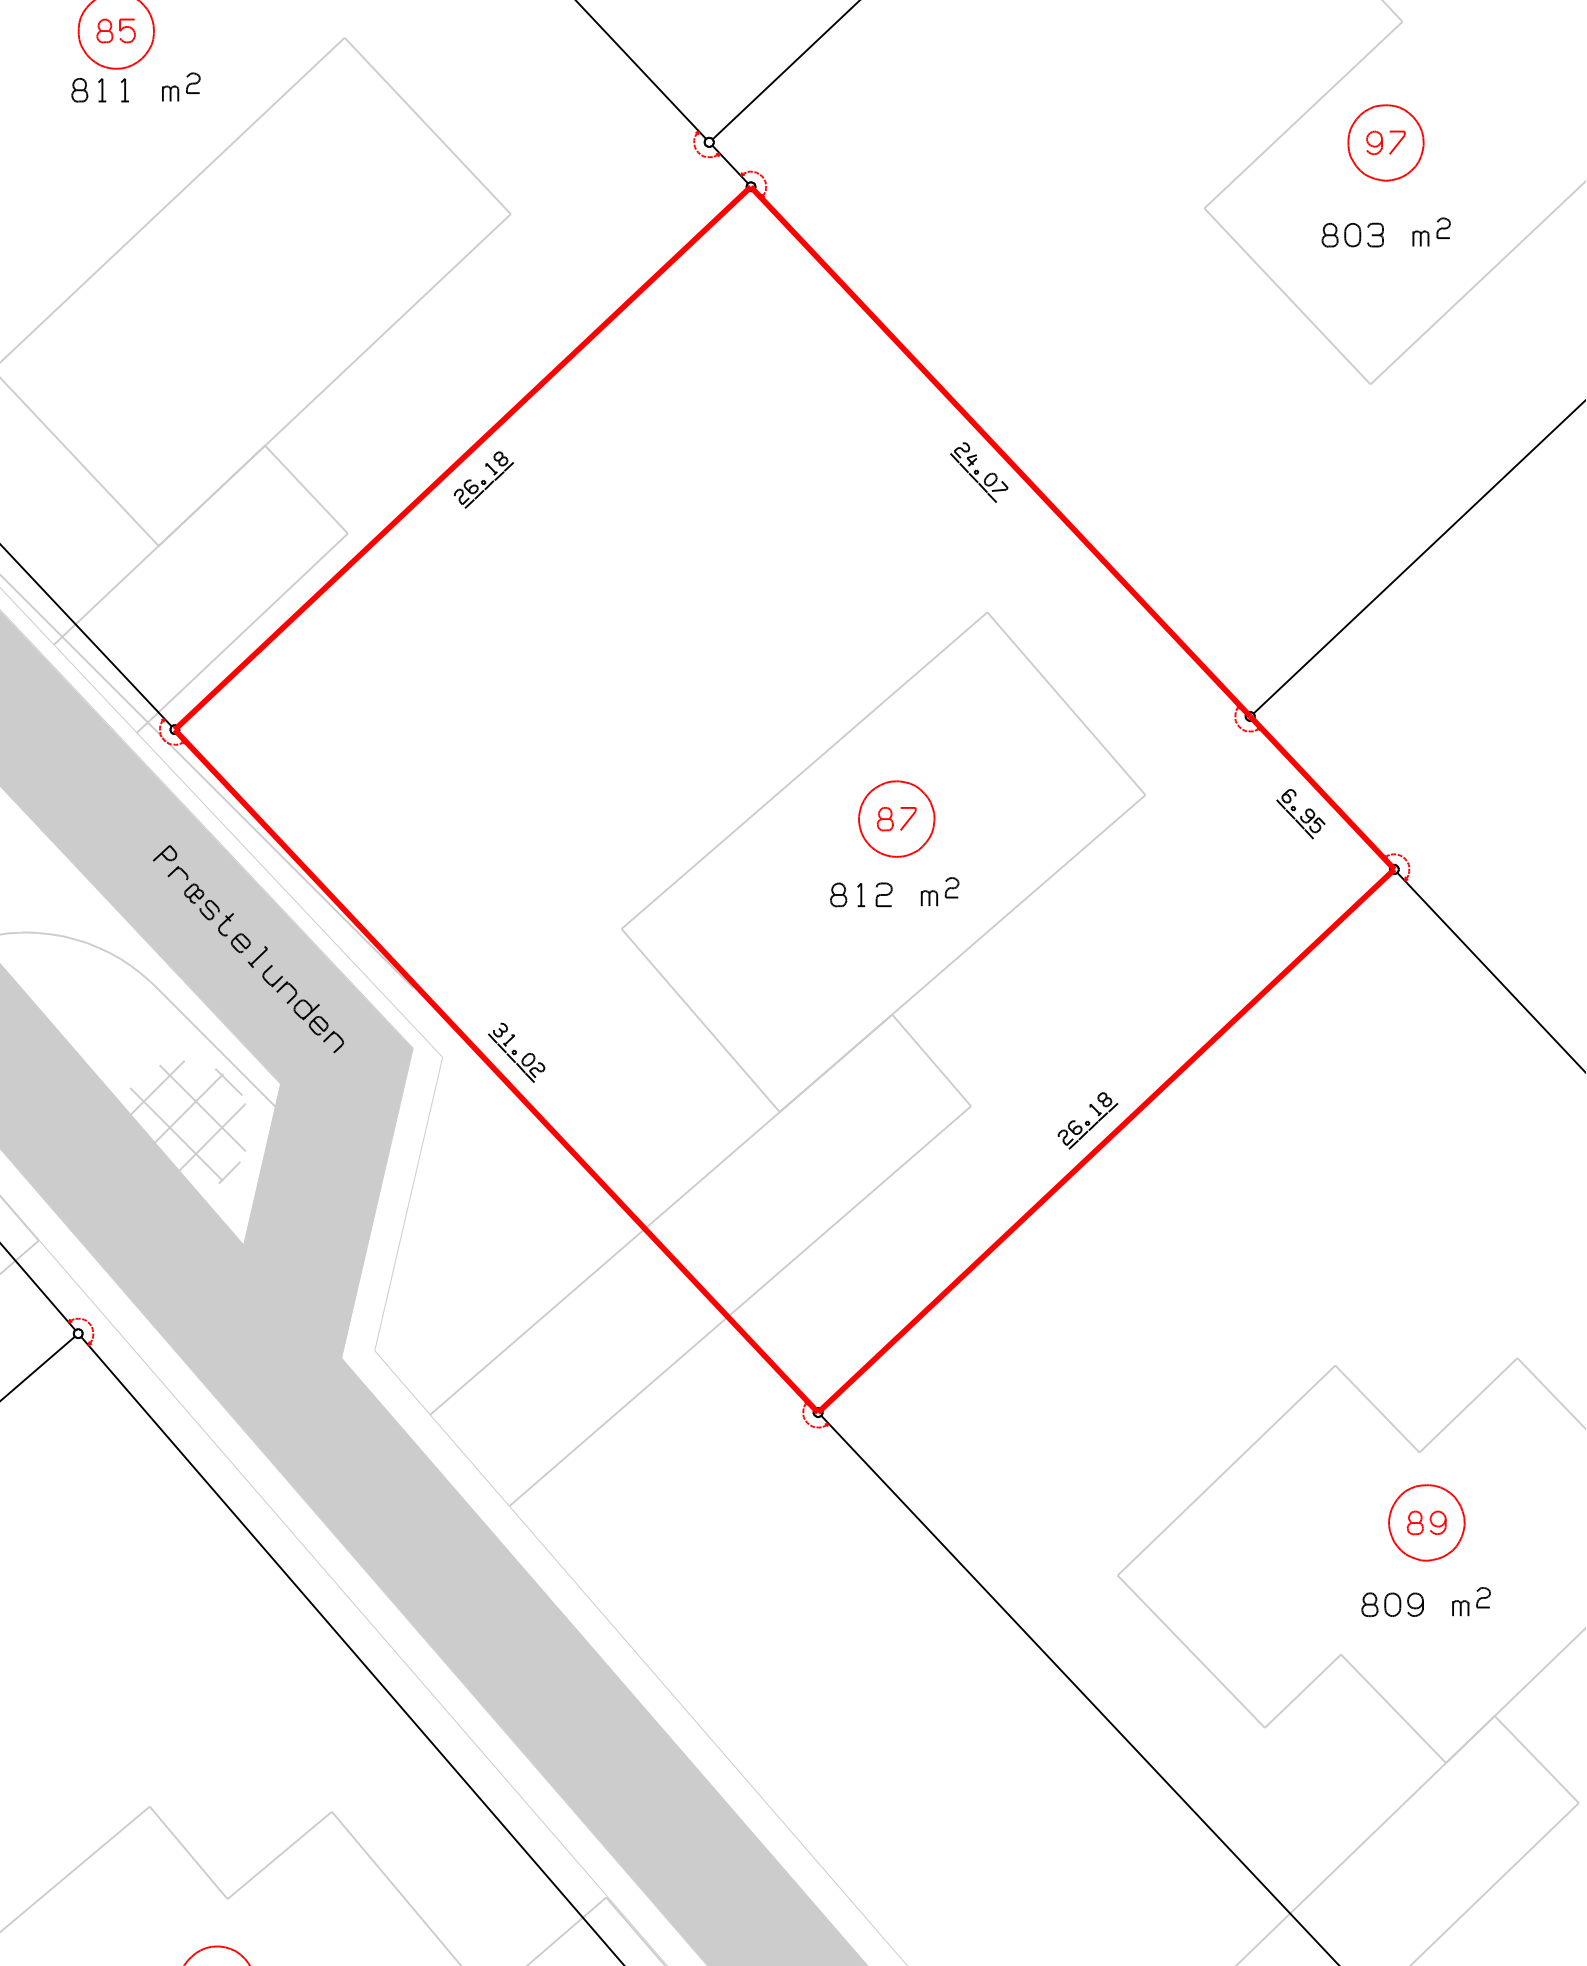 85
811 m²
97
803 m²
26.18
24.07
87
812 m²
6.95
Præstelunden
31.02
26.18
89
809 m²